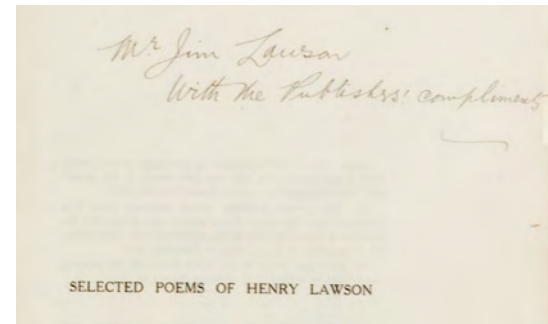 Mr Jim Lawson
With the Publishers' compliments
SELECTED POEMS OF HENRY LAWSON